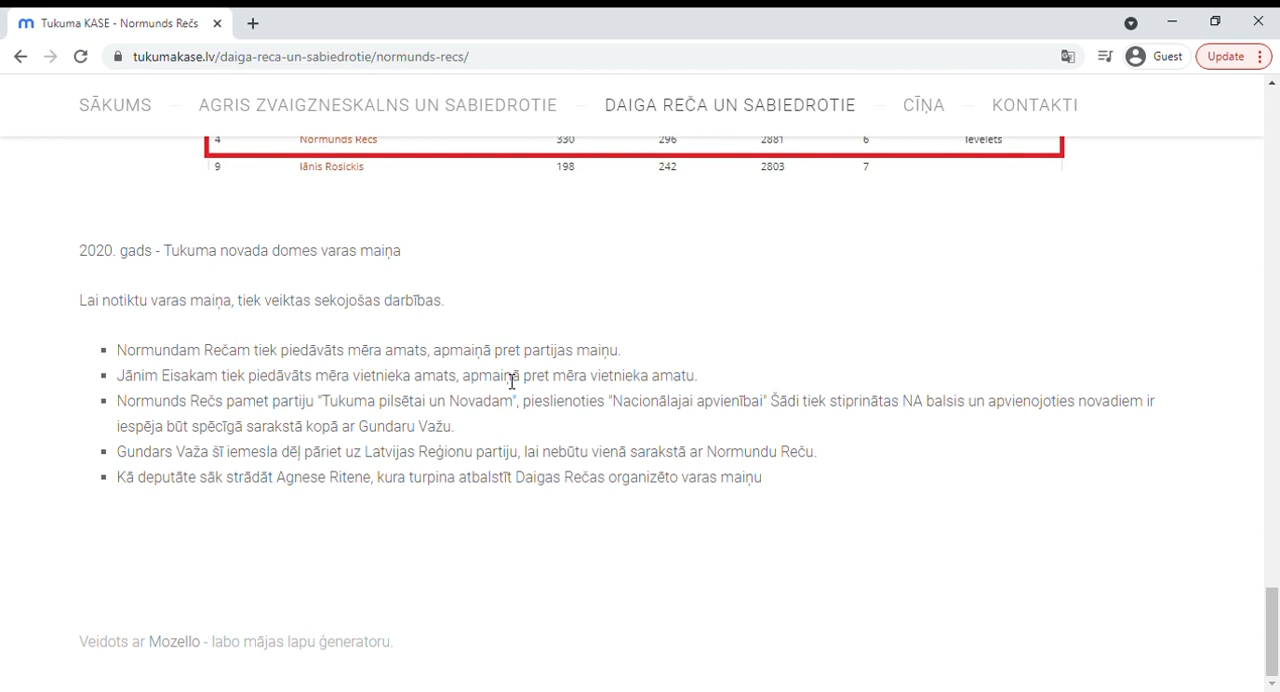 Tukuma KASE - Normunds Rečs
tukumakase.lv/daiga-reca-un-sabiedrotie/normunds-recs/
Guest
Update
SĀKUMS — AGRIS ZVAIGZNESKALNS UN SABIEDROTIE — DAIGA REČA UN SABIEDROTIE — CĪŅA — KONTAKTI
4 Normunds Recs 330 296 2881 6 Ievelets
9 Jānis Rosickis 198 242 2803 7
2020. gads - Tukuma novada domes varas maiņa
Lai notiktu varas maiņa, tiek veiktas sekojošas darbības.
Normundam Rečam tiek piedāvāts mēra amats, apmaiņā pret partijas maiņu.
Jānim Eisakam tiek piedāvāts mēra vietnieka amats, apmaiņā pret mēra vietnieka amatu.
Normunds Rečs pamet partiju "Tukuma pilsētai un Novadam", pieslienoties "Nacionālajai apvienībai" Šādi tiek stiprinātas NA balsis un apvienojoties novadiem ir
iespēja būt spēcīgā sarakstā kopā ar Gundaru Važu.
Gundars Važa šī iemesla dēļ pāriet uz Latvijas Reģionu partiju, lai nebūtu vienā sarakstā ar Normundu Reču.
Kā deputāte sāk strādāt Agnese Ritene, kura turpina atbalstīt Daigas Rečas organizēto varas maiņu
Veidots ar Mozello - labo mājas lapu ģeneratoru.